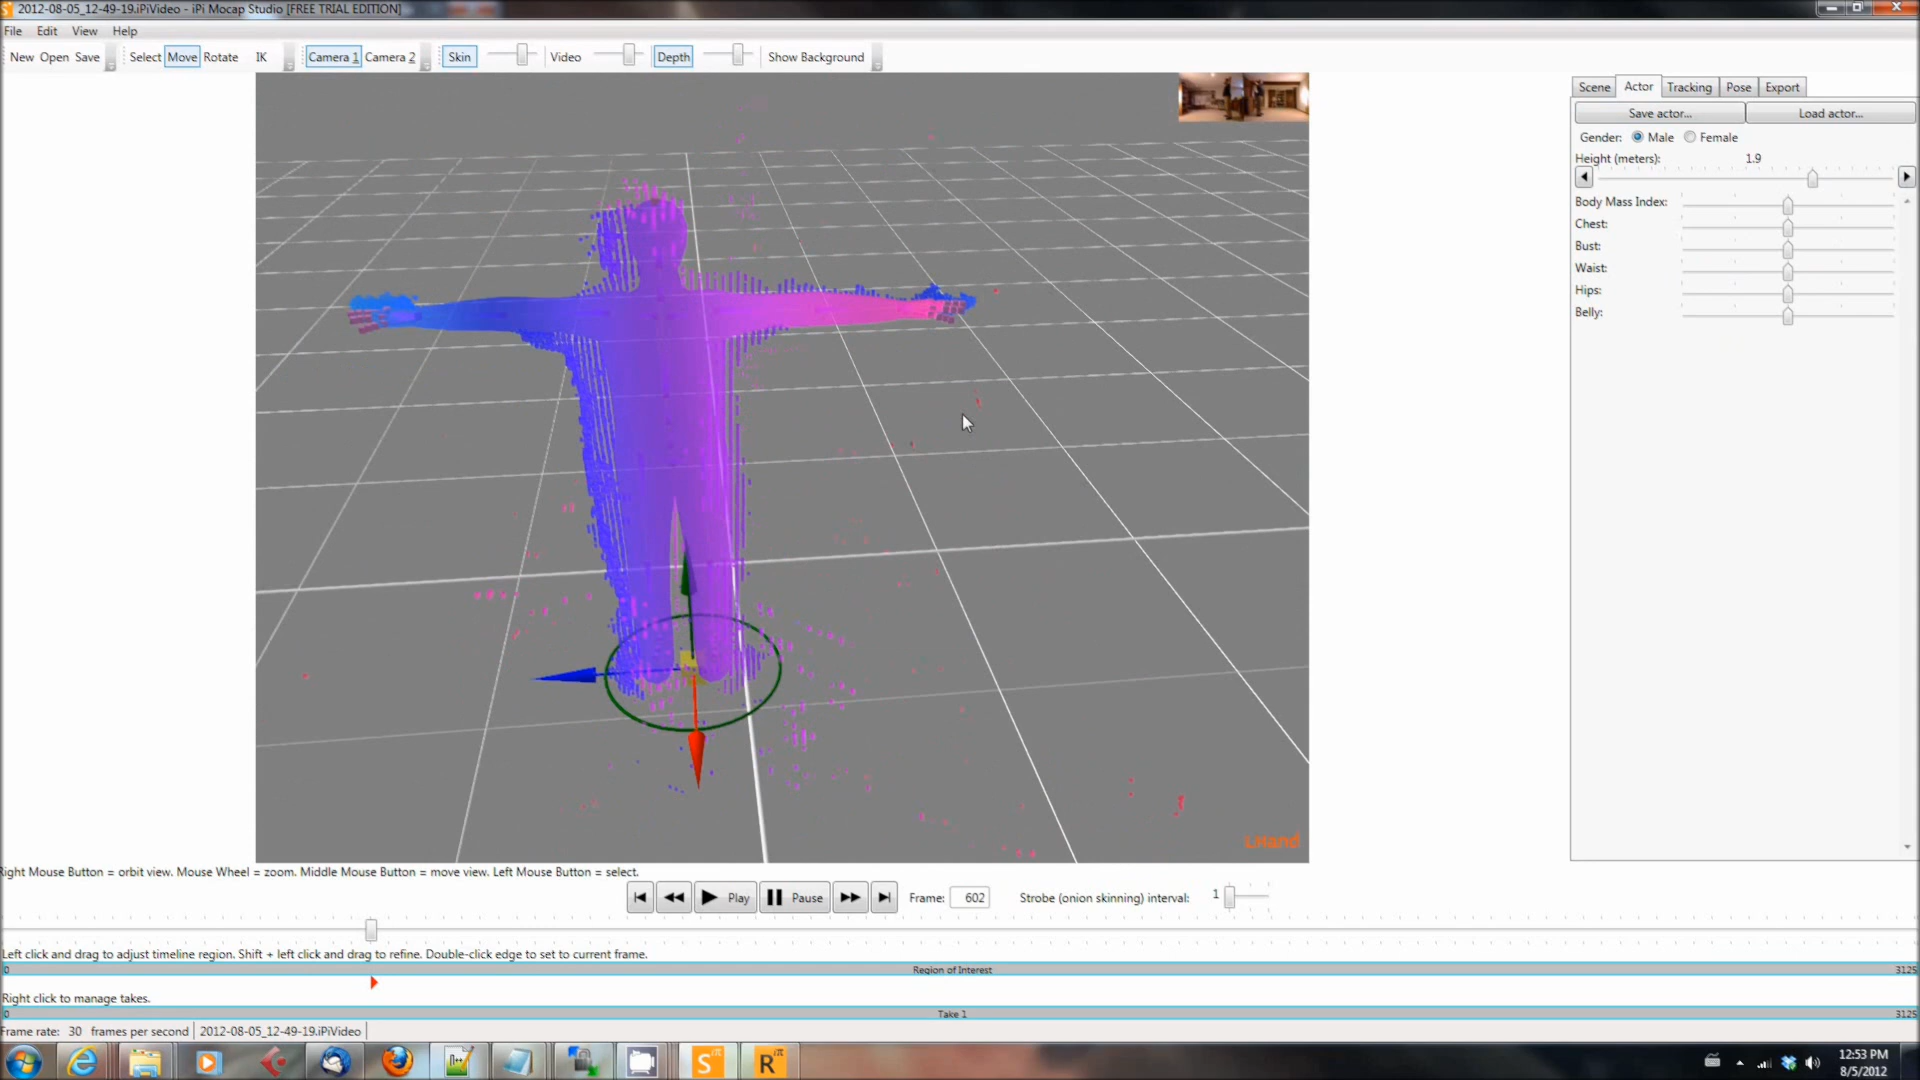 2012-08-05_12-49-19.iPiVideo - iPi Mocap Studio [FREE TRIAL EDITION]
File Edit View Help
New Open Save Select Move Rotate IK Camera 1 Camera 2 Skin Video Depth Show Background
Scene Actor Tracking Pose Export
Save actor... Load actor...
Gender: Male Female
Height (meters): 1.9
Body Mass Index:
Chest:
Bust:
Waist:
Hips:
Belly:
LHand
Right Mouse Button = orbit view. Mouse Wheel = zoom. Middle Mouse Button = move view. Left Mouse Button = select.
Play Pause Frame: 602 Strobe (onion skinning) interval: 1
Left click and drag to adjust timeline region. Shift + left click and drag to refine. Double-click edge to set to current frame.
0 Region of Interest 3125
Right click to manage takes.
0 Take 1 3125
Frame rate: 30 frames per second 2012-08-05_12-49-19.iPiVideo
12:53 PM
8/5/2012